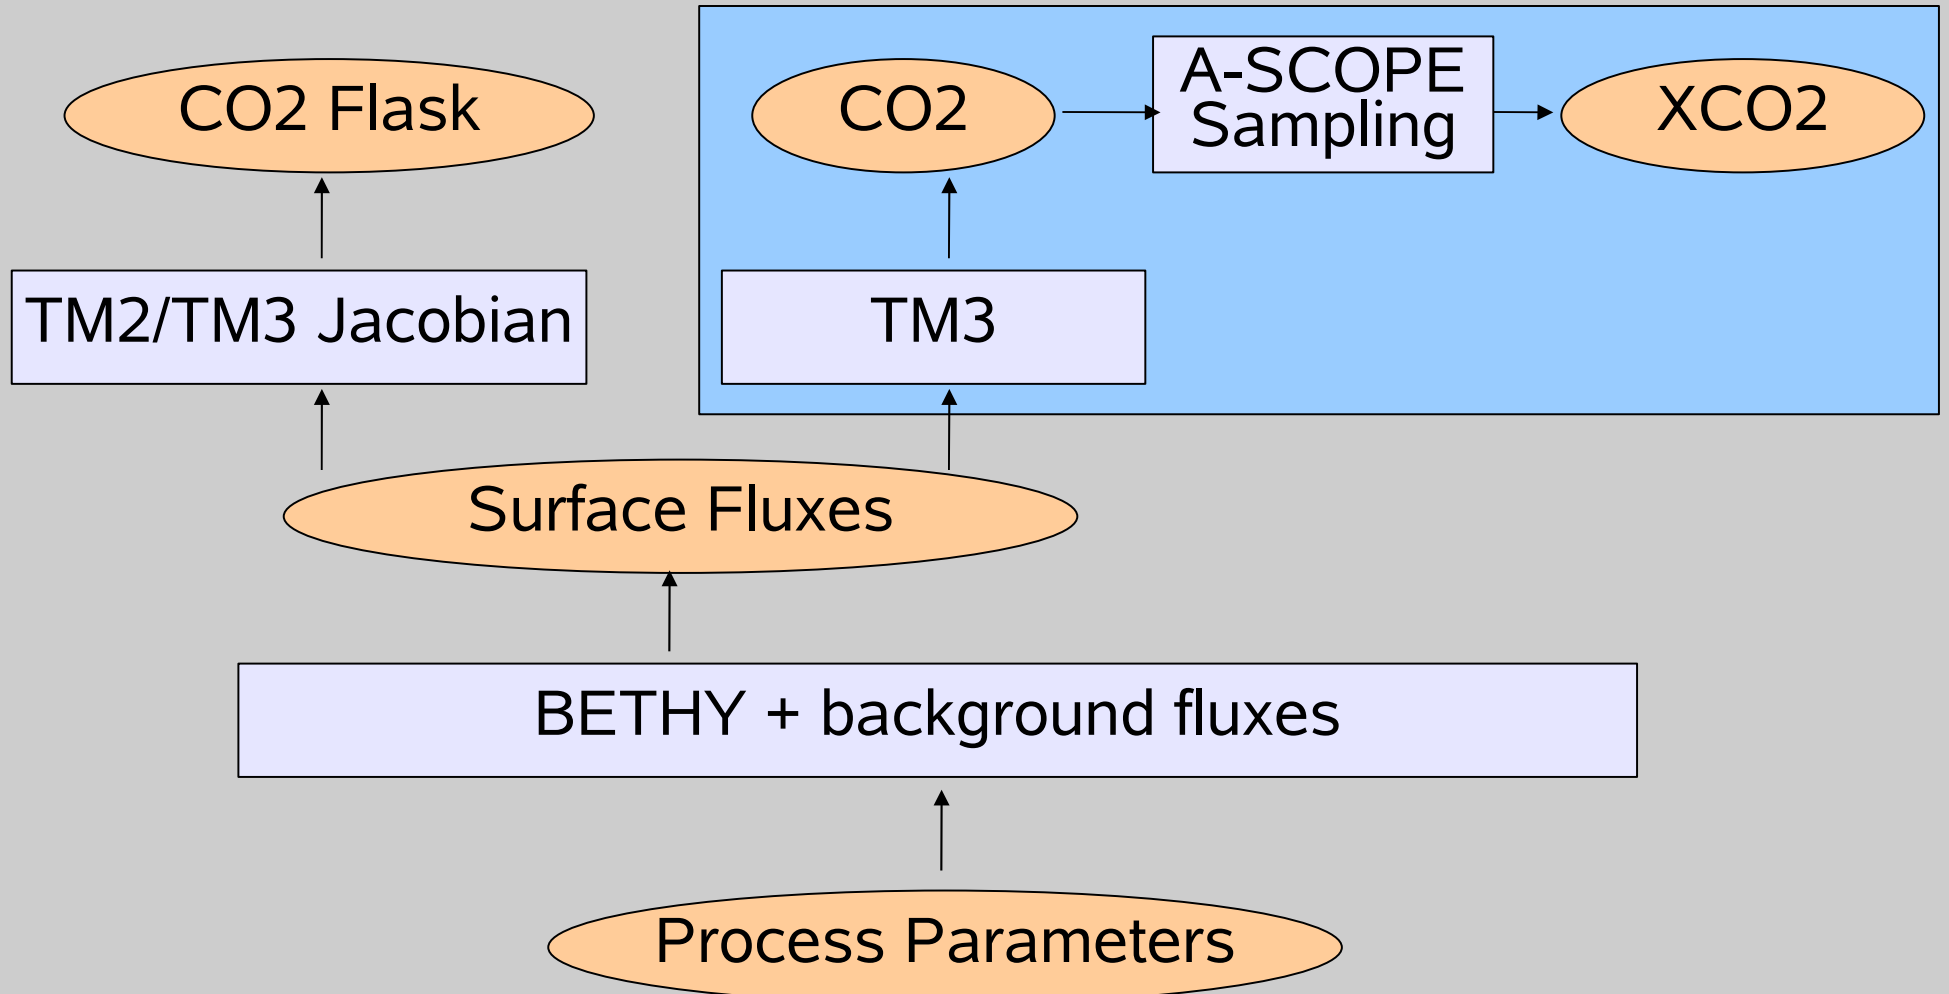 CO2 Flask
CO2
A-SCOPE
Sampling
XCO2
TM2/TM3 Jacobian
TM3
Surface Fluxes
BETHY + background fluxes
Process Parameters